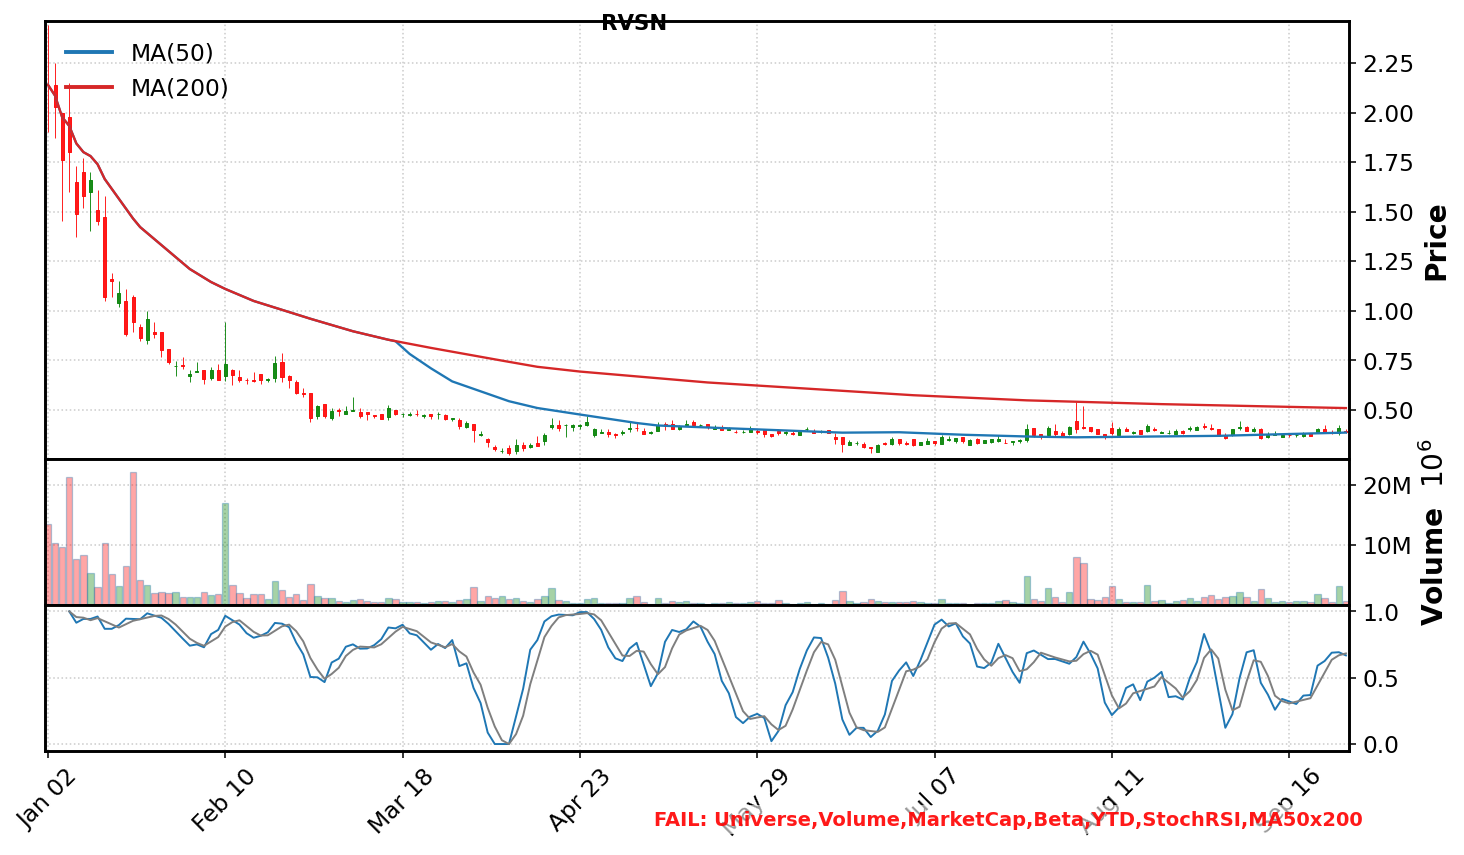 RVSN
MA(50)
MA(200)
2.25
2.00
1.75
1.50
1.25
1.00
0.75
0.50
Price
20M
10M
Volume 10^6
1.0
0.5
0.0
Jan 02
Feb 10
Mar 18
Apr 23
May 29
Jul 07
Aug 11
Sep 16
FAIL: Universe,Volume,MarketCap,Beta,YTD,StochRSI,MA50x200